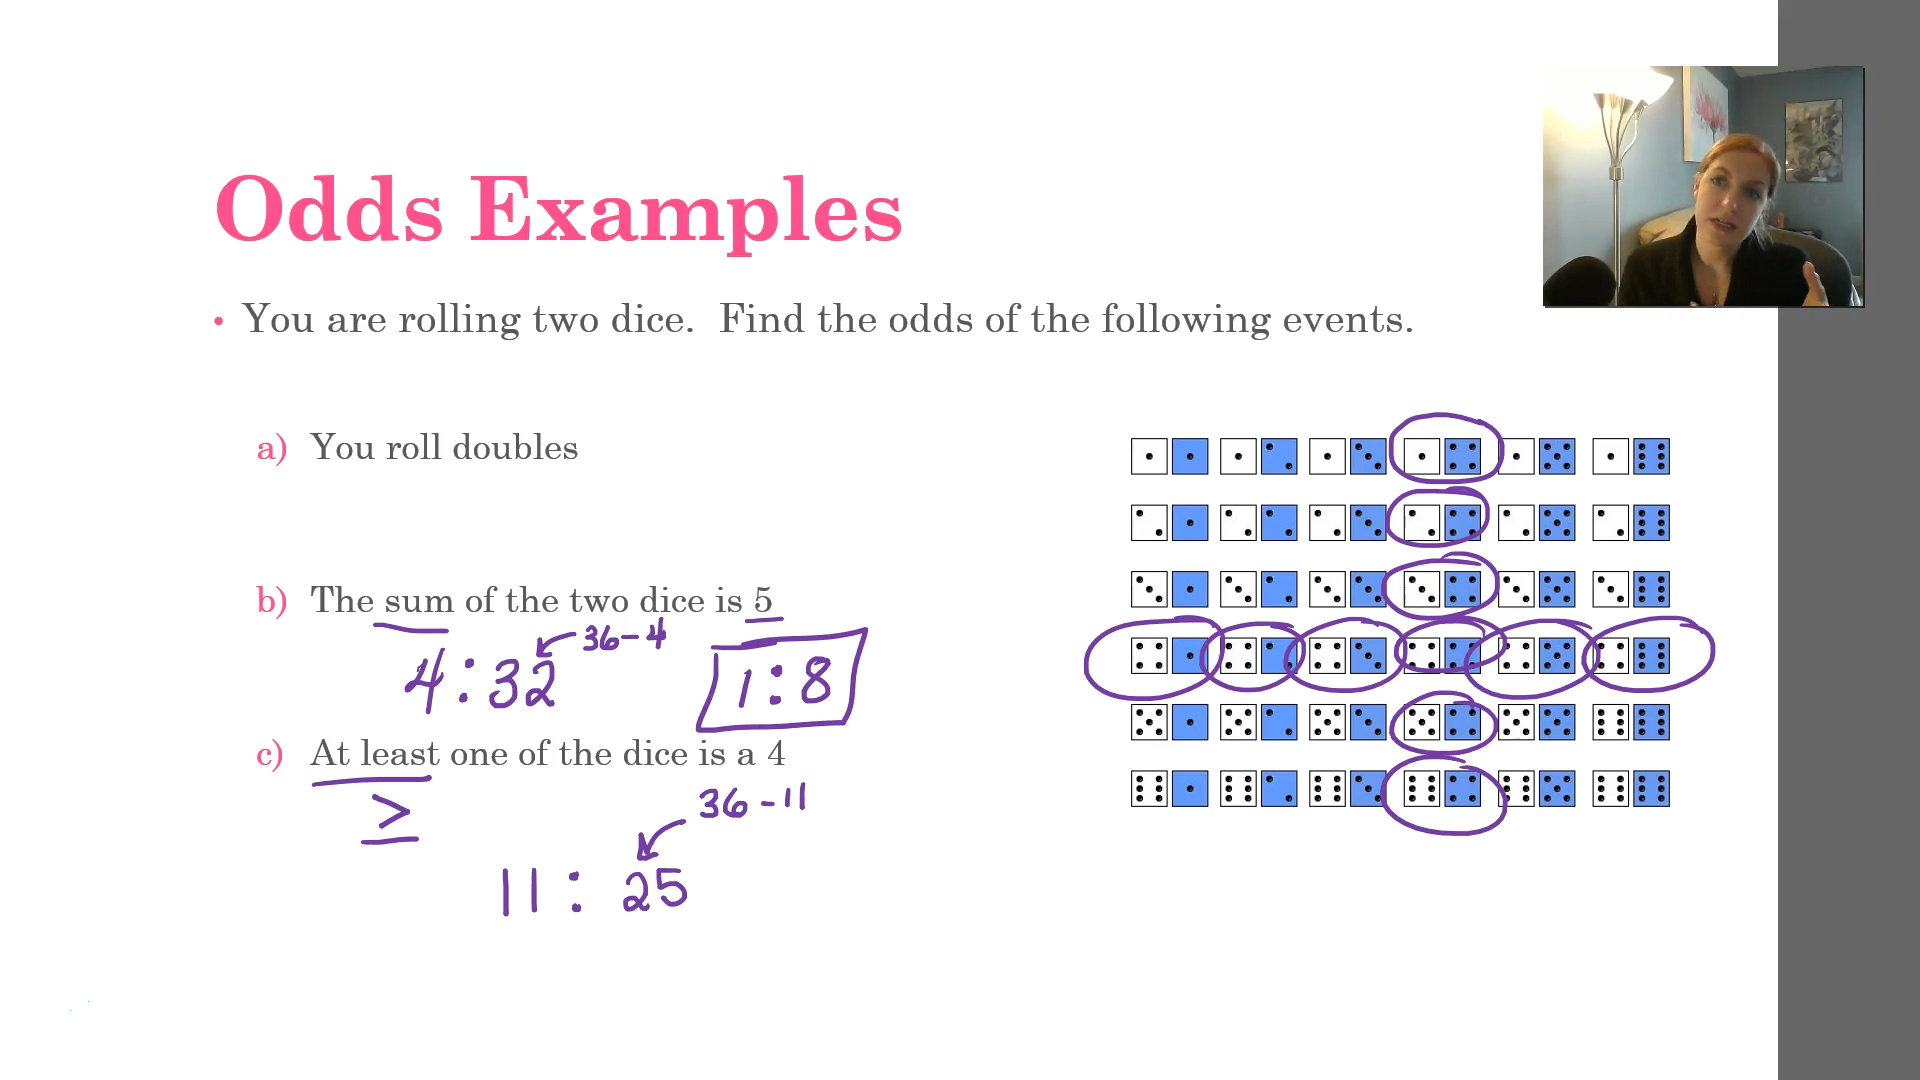 Odds Examples
• You are rolling two dice. Find the odds of the following events.
a) You roll doubles
b) The sum of the two dice is 5
36-4
4:32
1:8
c) At least one of the dice is a 4
≥
36-11
11: 25